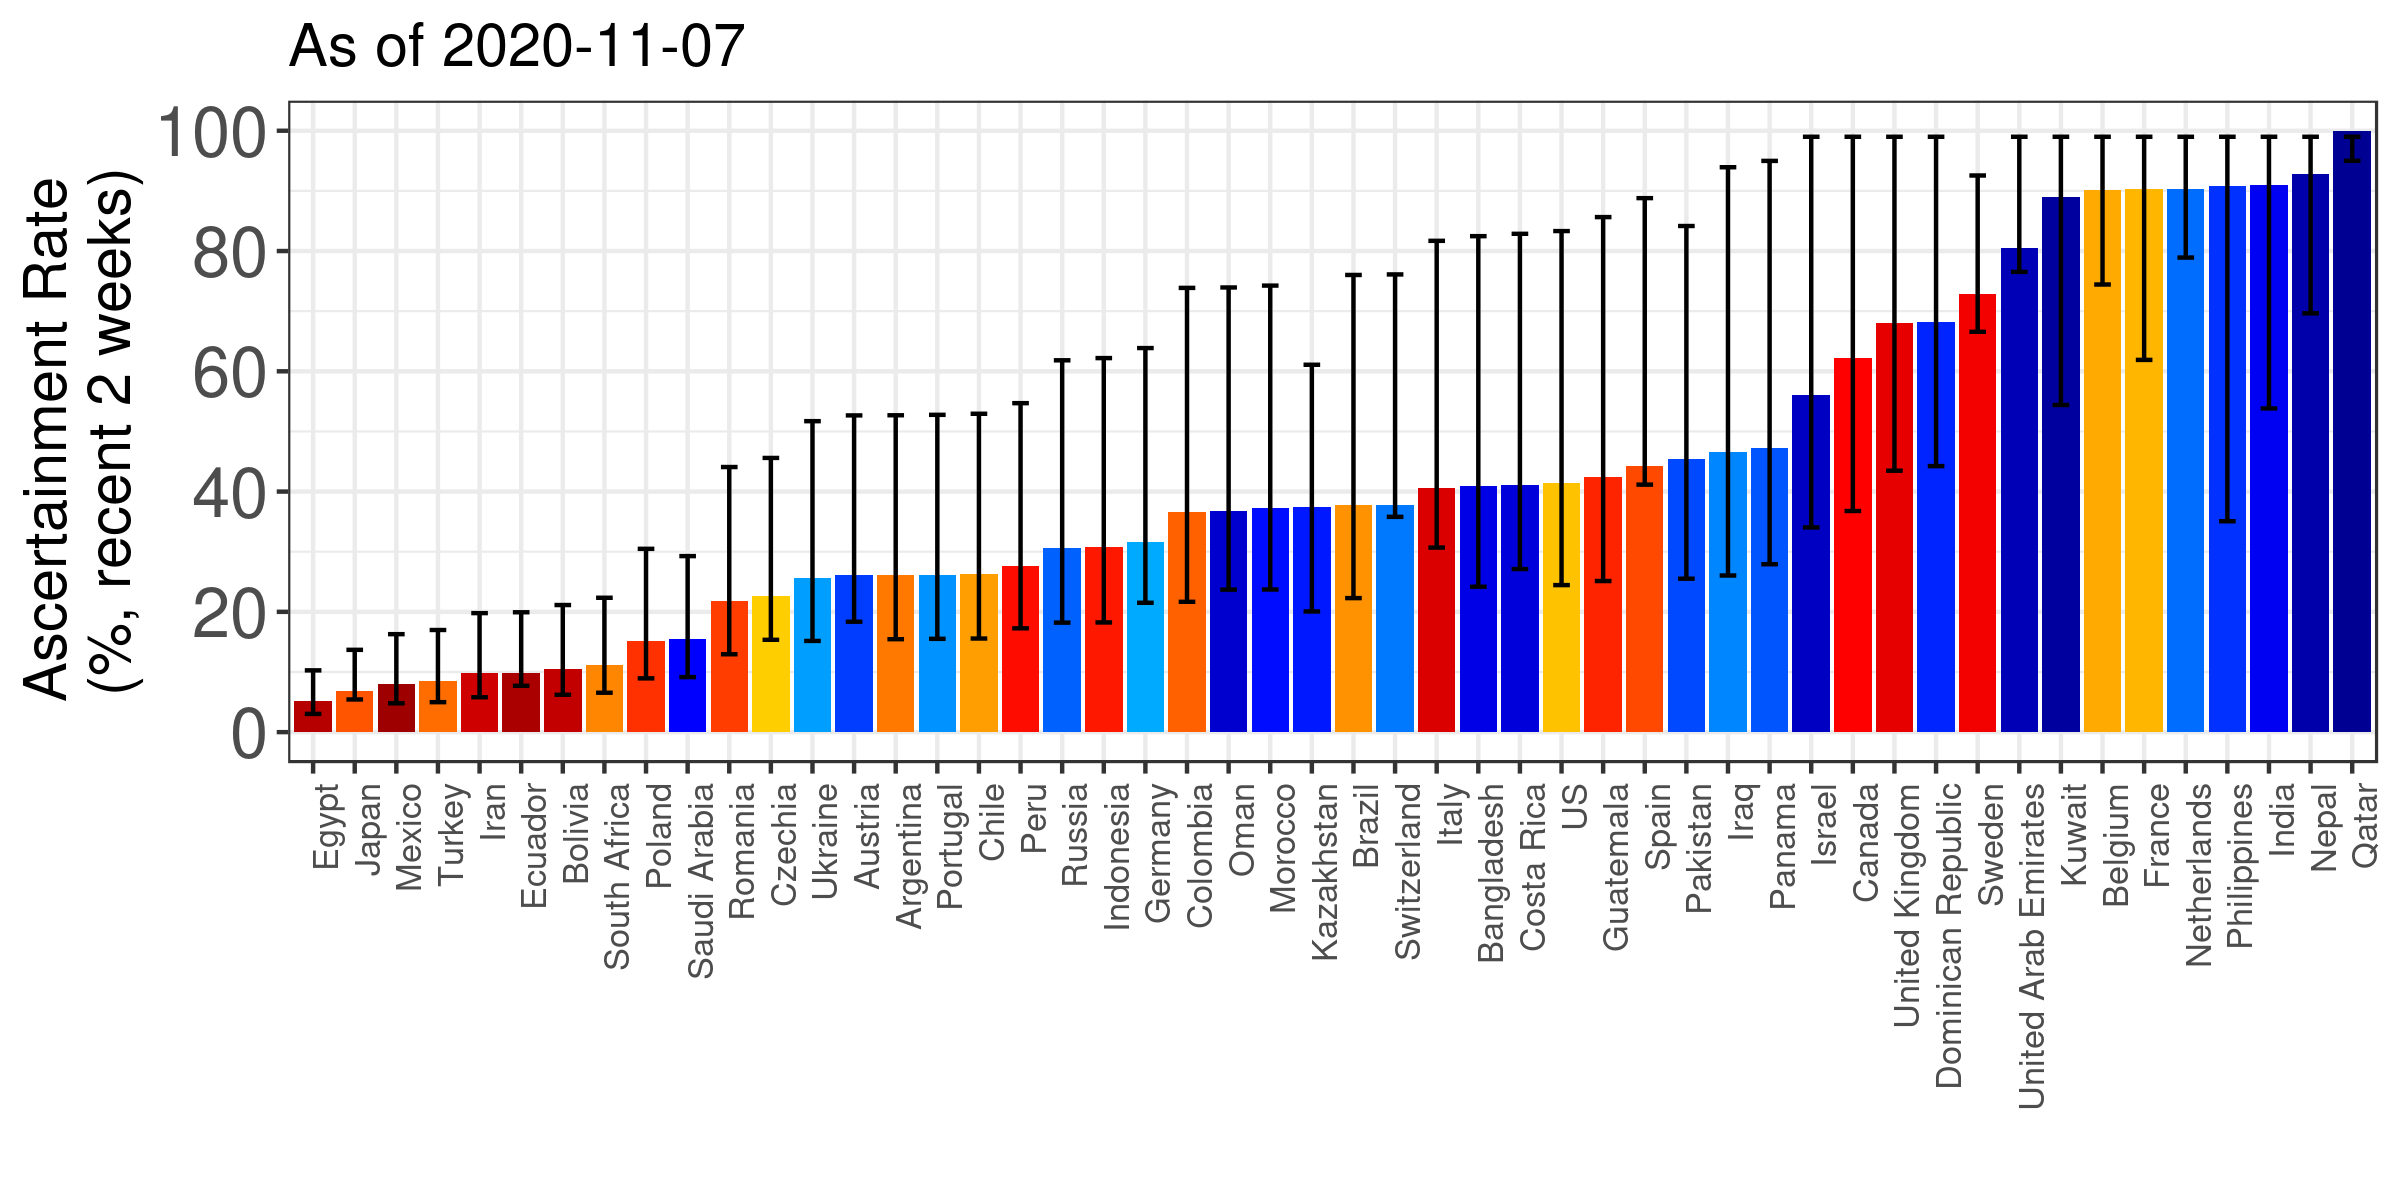 As of 2020-11-07
Ascertainment Rate
(%, recent 2 weeks)
100
80
60
40
20
0
Egypt
Japan
Mexico
Turkey
Iran
Ecuador
Bolivia
South Africa
Poland
Saudi Arabia
Romania
Czechia
Ukraine
Austria
Argentina
Portugal
Chile
Peru
Russia
Indonesia
Germany
Colombia
Oman
Morocco
Kazakhstan
Brazil
Switzerland
Italy
Bangladesh
Costa Rica
US
Guatemala
Spain
Pakistan
Iraq
Panama
Israel
Canada
United Kingdom
Dominican Republic
Sweden
United Arab Emirates
Kuwait
Belgium
France
Netherlands
Philippines
India
Nepal
Qatar